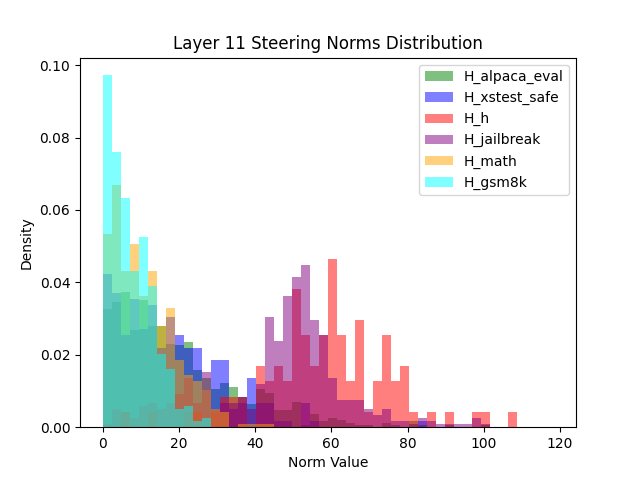 Layer 11 Steering Norms Distribution
H_alpaca_eval
H_xstest_safe
H_h
H_jailbreak
H_math
H_gsm8k
Density
0.10
0.08
0.06
0.04
0.02
0.00
0 20 40 60 80 100 120
Norm Value